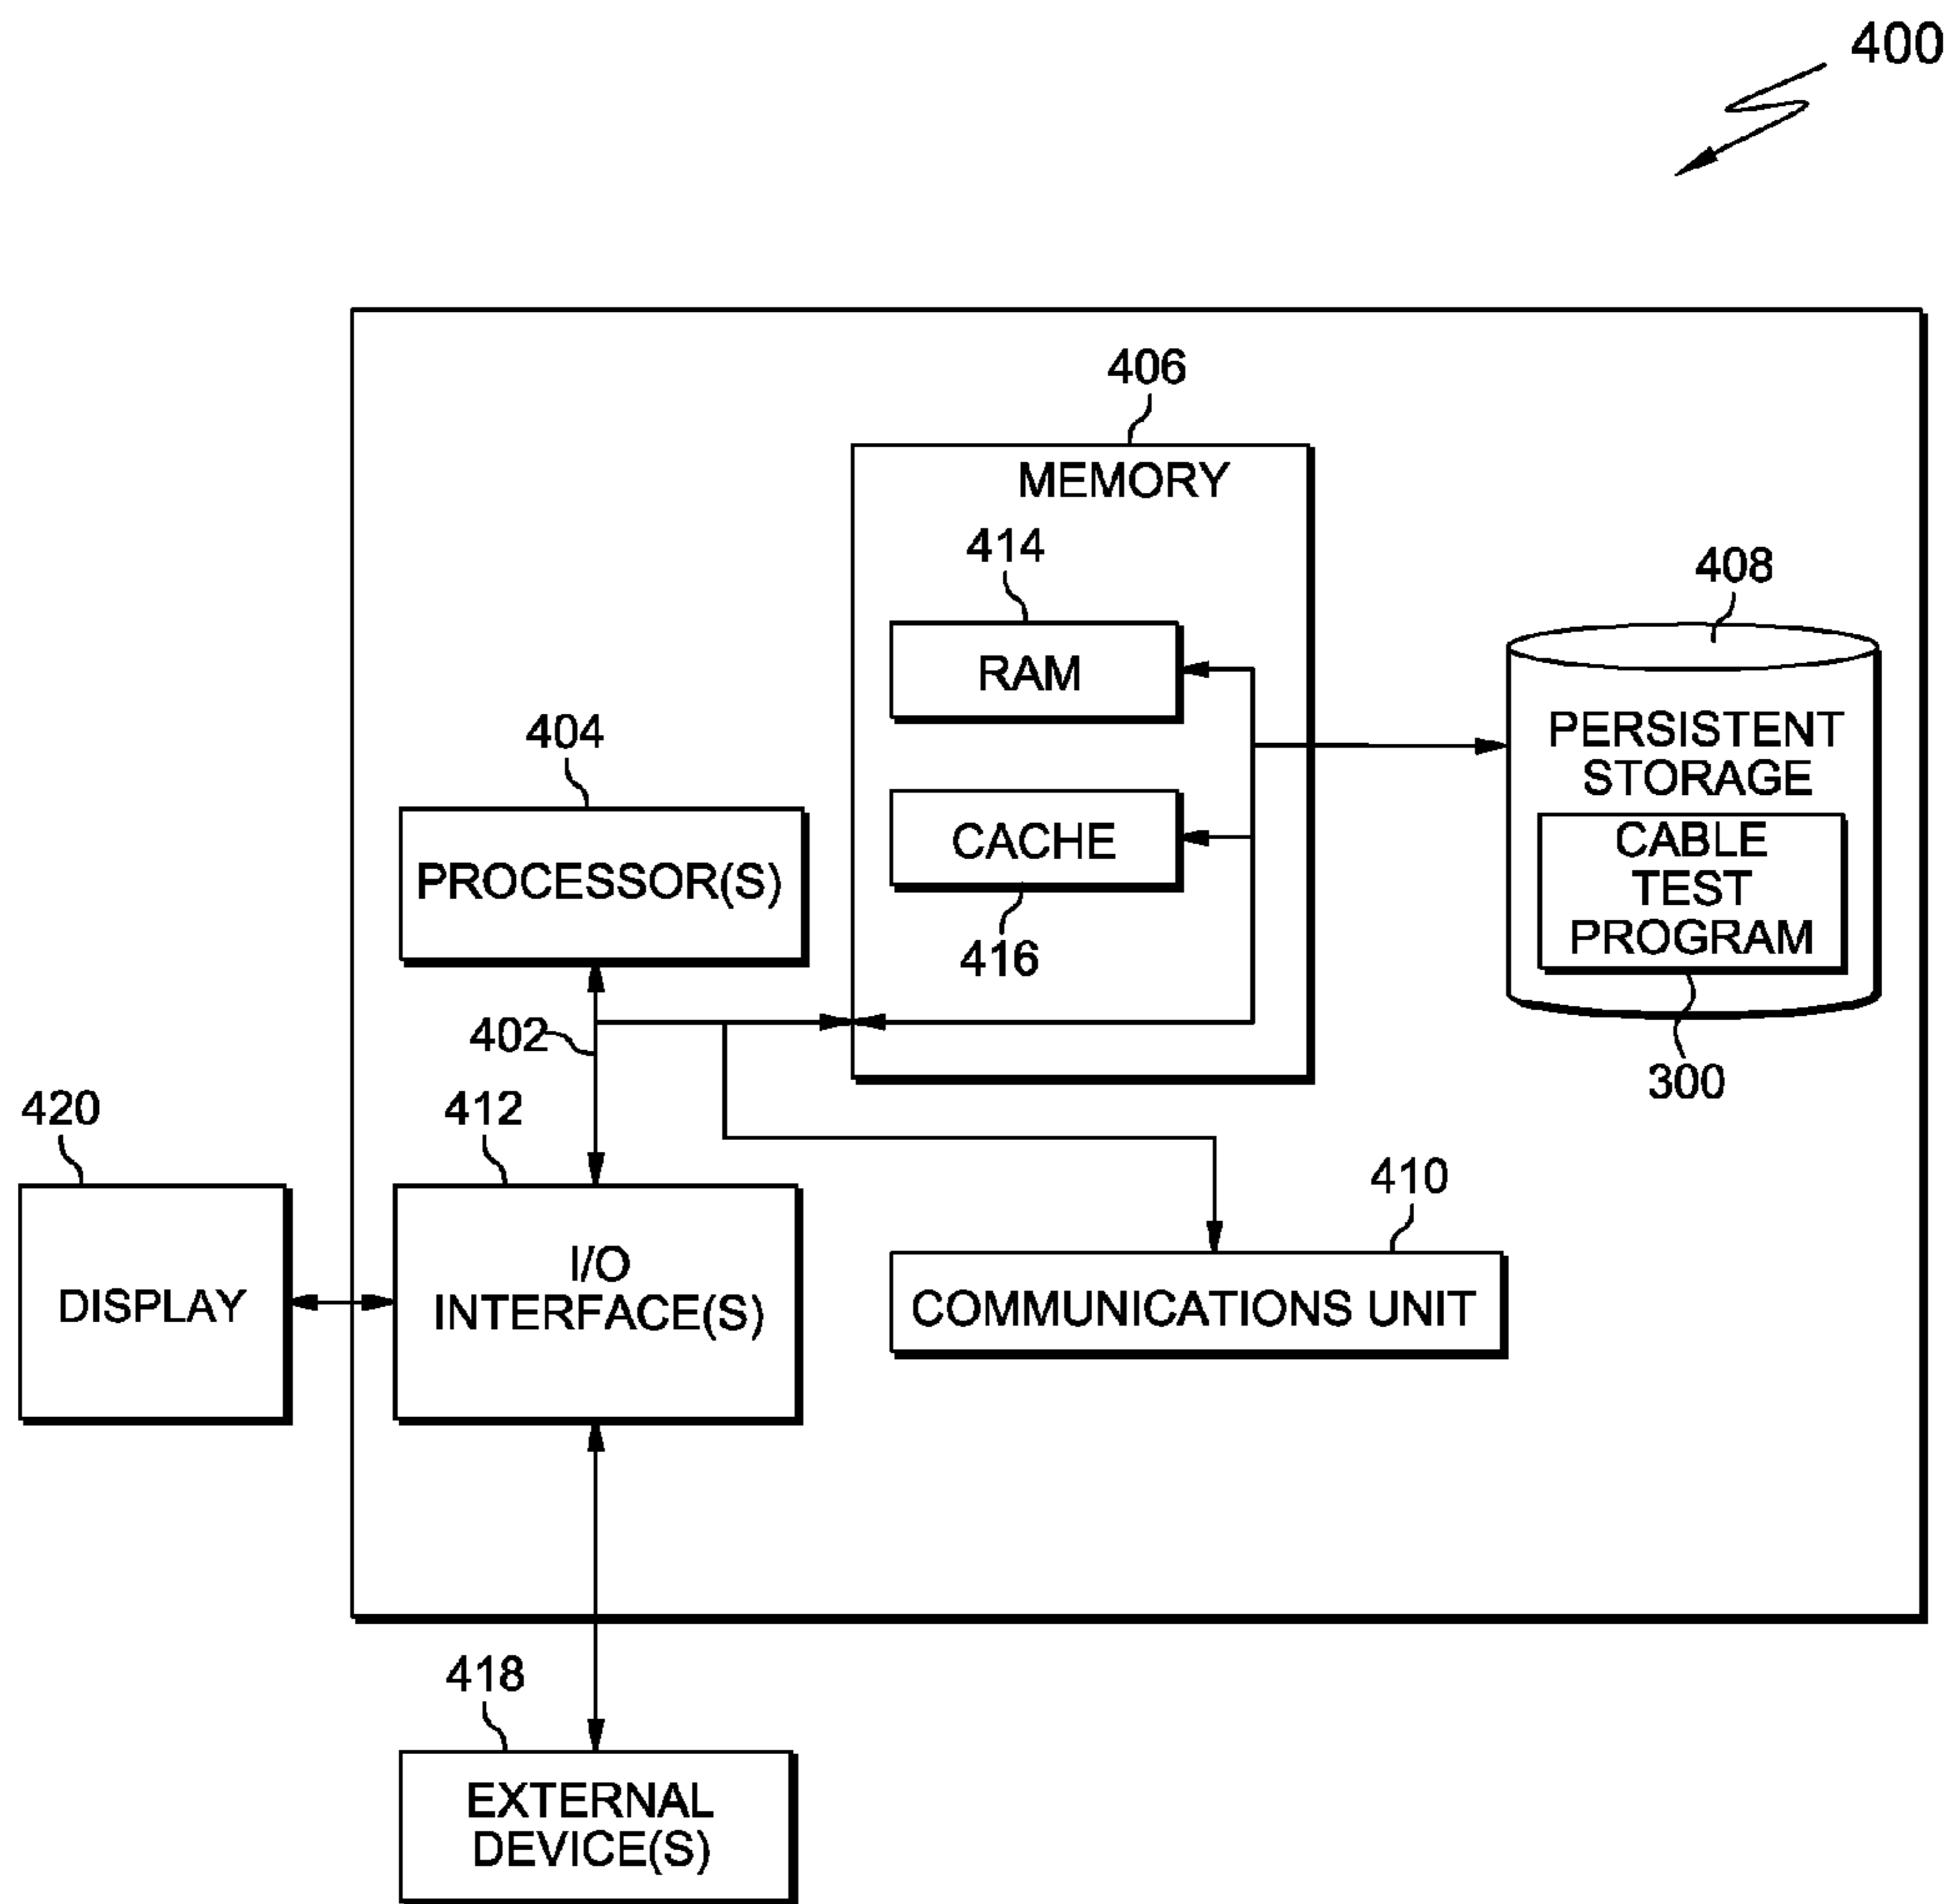 400
406
MEMORY
414
RAM
408
PERSISTENT
STORAGE
404
PROCESSOR(S)
CACHE
416
CABLE
TEST
PROGRAM
300
402
412
I/O
INTERFACE(S)
420
DISPLAY
410
COMMUNICATIONS UNIT
418
EXTERNAL
DEVICE(S)